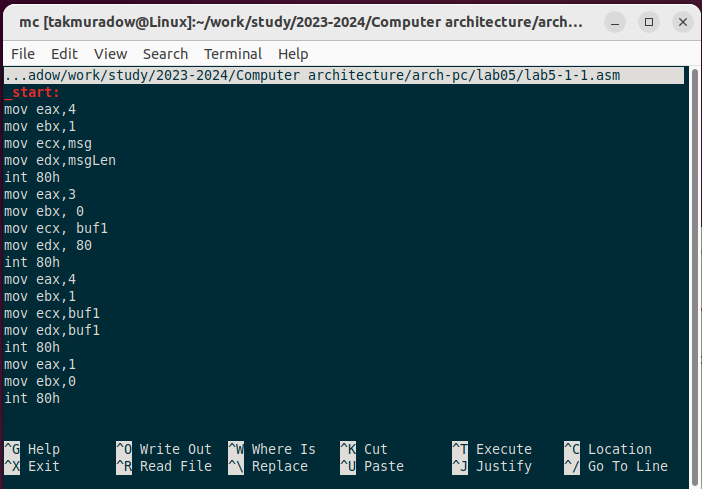 mc [takmuradow@Linux]:~/work/study/2023-2024/Computer architecture/arch...
File Edit View Search Terminal Help
...adow/work/study/2023-2024/Computer architecture/arch-pc/lab05/lab5-1-1.asm
_start:
mov eax,4
mov ebx,1
mov ecx,msg
mov edx,msgLen
int 80h
mov eax,3
mov ebx, 0
mov ecx, buf1
mov edx, 80
int 80h
mov eax,4
mov ebx,1
mov ecx,buf1
mov edx,buf1
int 80h
mov eax,1
mov ebx,0
int 80h
^G Help ^O Write Out ^W Where Is ^K Cut ^T Execute ^C Location
^X Exit ^R Read File ^\ Replace ^U Paste ^J Justify ^/ Go To Line